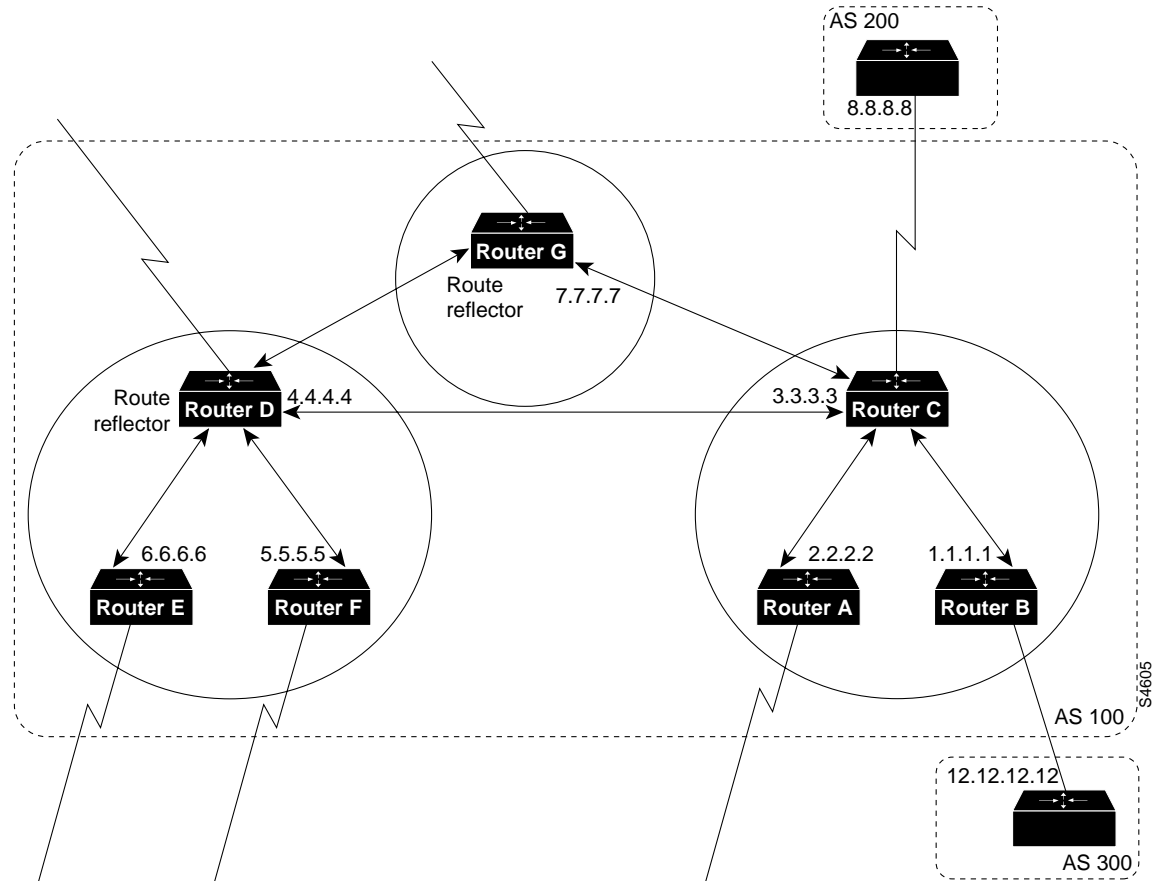 AS 200
8.8.8.8
Router G
Route
reflector
7.7.7.7
Route
reflector
Router D
4.4.4.4
3.3.3.3
Router C
6.6.6.6
5.5.5.5
2.2.2.2
1.1.1.1
Router E
Router F
Router A
Router B
S4605
AS 100
12.12.12.12
AS 300